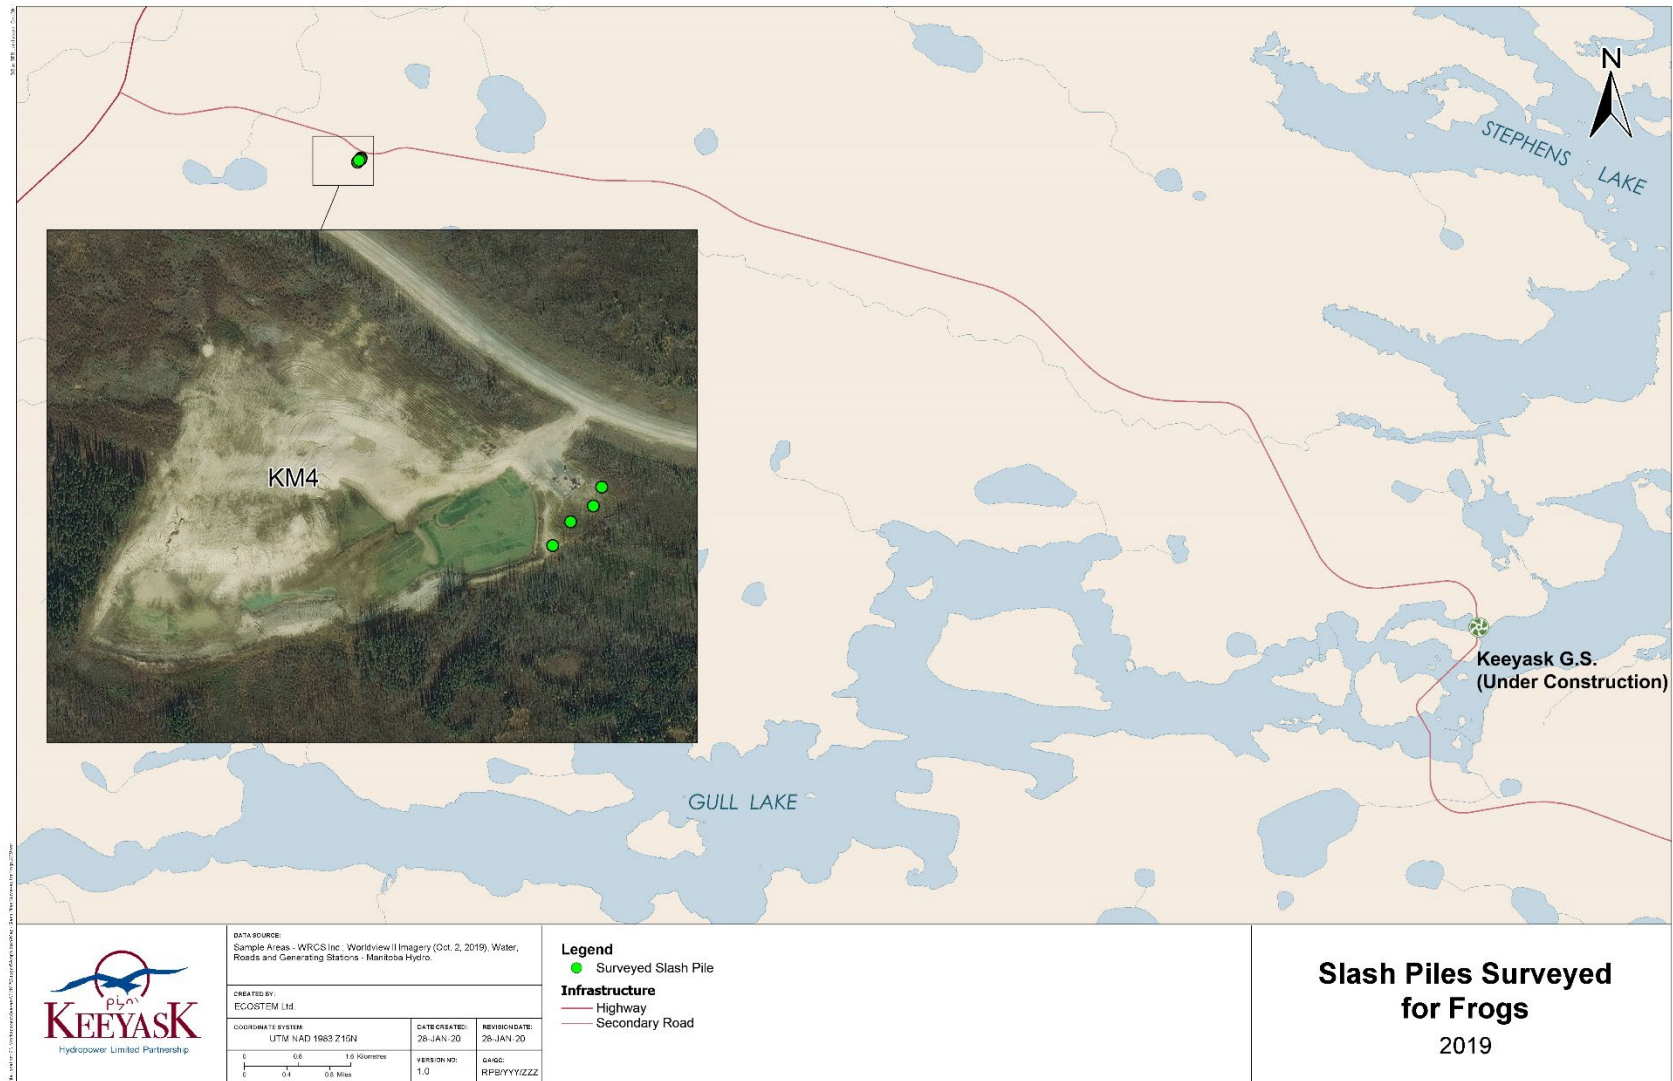 N
STEPHENS LAKE
KM4
Keeyask G.S.
(Under Construction)
GULL LAKE
KEEYASK
Hydropower Limited Partnership
DATA SOURCE:
Sample Areas - WRCS Inc.; Worldview II Imagery (Oct. 2, 2019), Water,
Roads and Generating Stations - Manitoba Hydro.
CREATED BY:
ECOSTEM Ltd.
COORDINATE SYSTEM:
UTM NAD 1983 Z15N
DATE CREATED:
28-JAN-20
REVISION DATE:
28-JAN-20
0 0.8 1.6 Kilometres
0 0.4 0.8 Miles
VERSION NO:
1.0
QA/QC:
RPB/YYY/ZZZ
Legend
Surveyed Slash Pile
Infrastructure
Highway
Secondary Road
Slash Piles Surveyed
for Frogs
2019